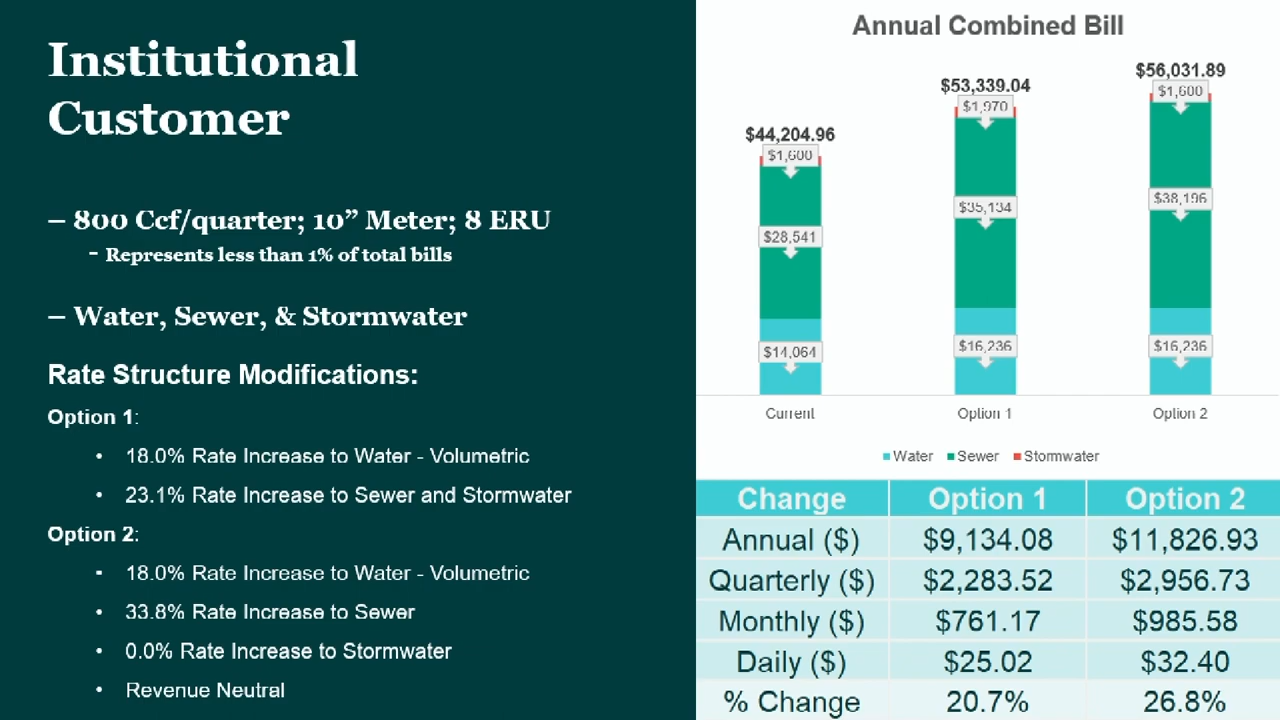 Institutional
Customer
– 800 Ccf/quarter; 10” Meter; 8 ERU
- Represents less than 1% of total bills
– Water, Sewer, & Stormwater
Rate Structure Modifications:
Option 1:
• 18.0% Rate Increase to Water - Volumetric
• 23.1% Rate Increase to Sewer and Stormwater
Option 2:
• 18.0% Rate Increase to Water - Volumetric
• 33.8% Rate Increase to Sewer
• 0.0% Rate Increase to Stormwater
• Revenue Neutral
Annual Combined Bill
$44,204.96 $53,339.04 $56,031.89
$1,600 $1,970 $1,600
$28,541 $35,134 $38,196
$14,064 $16,236 $16,236
Current Option 1 Option 2
Water Sewer Stormwater
Change Option 1 Option 2
Annual ($) $9,134.08 $11,826.93
Quarterly ($) $2,283.52 $2,956.73
Monthly ($) $761.17 $985.58
Daily ($) $25.02 $32.40
% Change 20.7% 26.8%